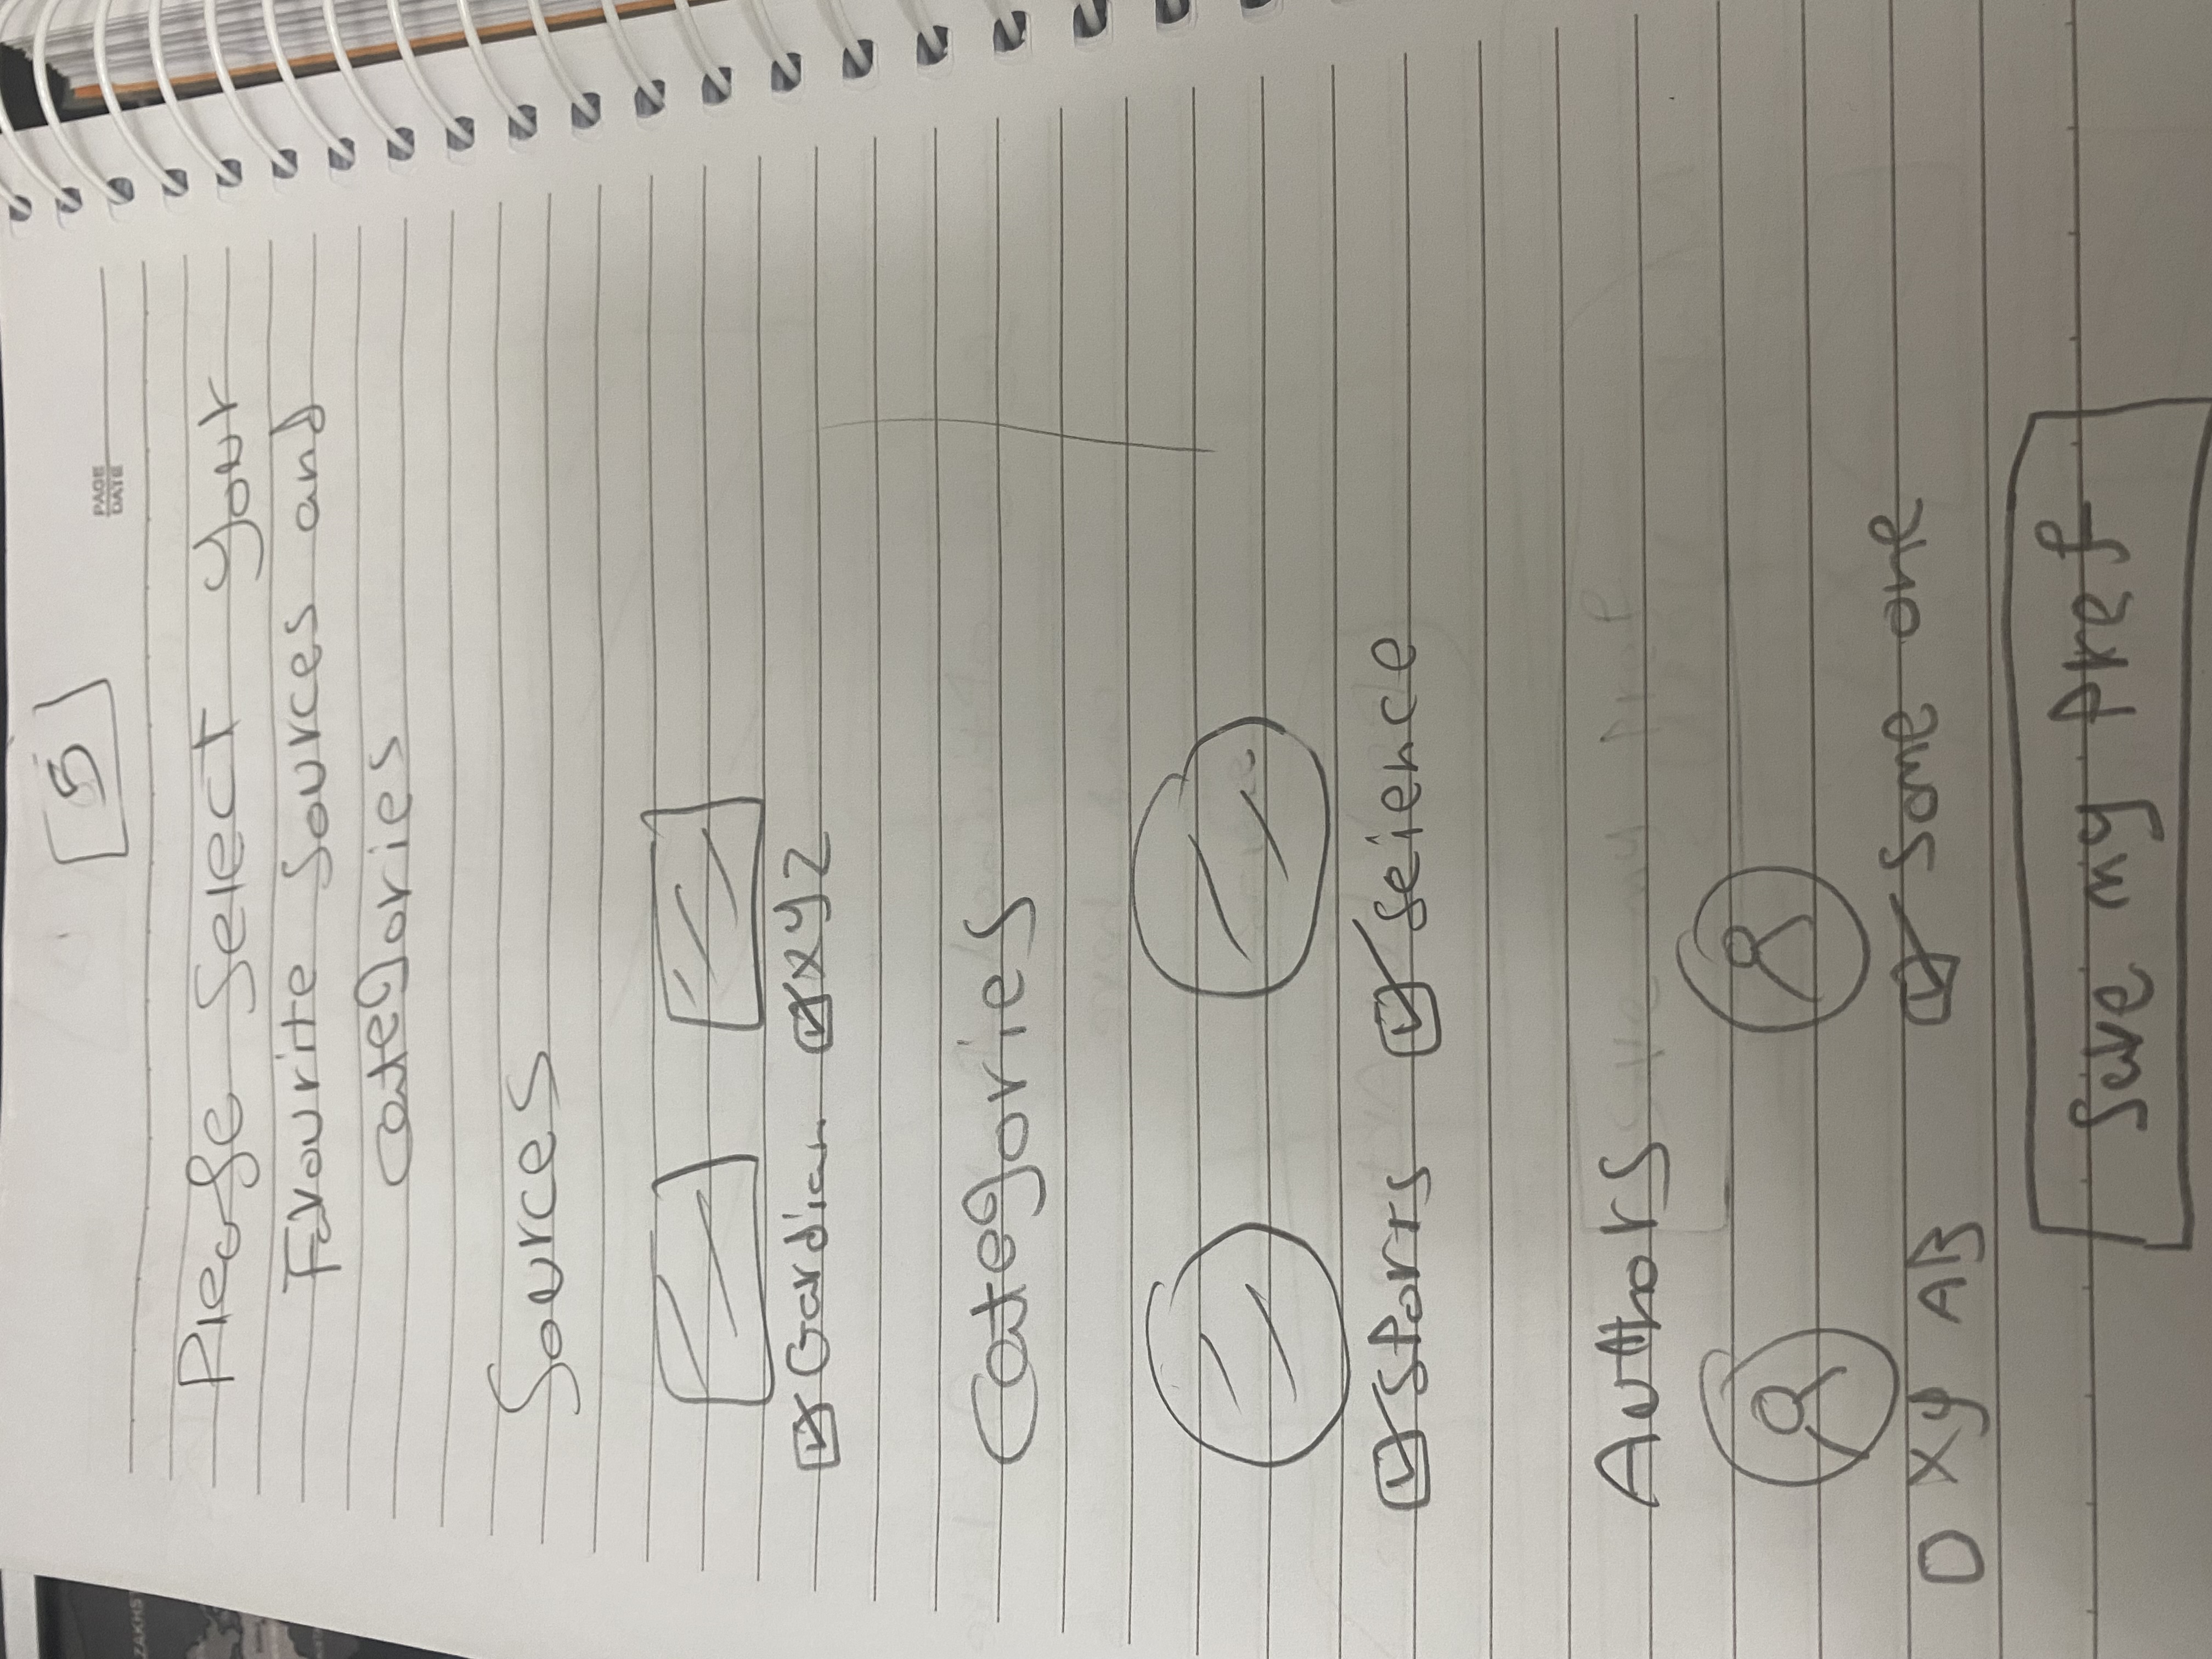 5
PAGE
DATE
Please Select your
Favourite Sources and
categories
Sources
Gardian XYZ
Categories
Sports Seience
Authors
Xy AB Some one
Save my Pref